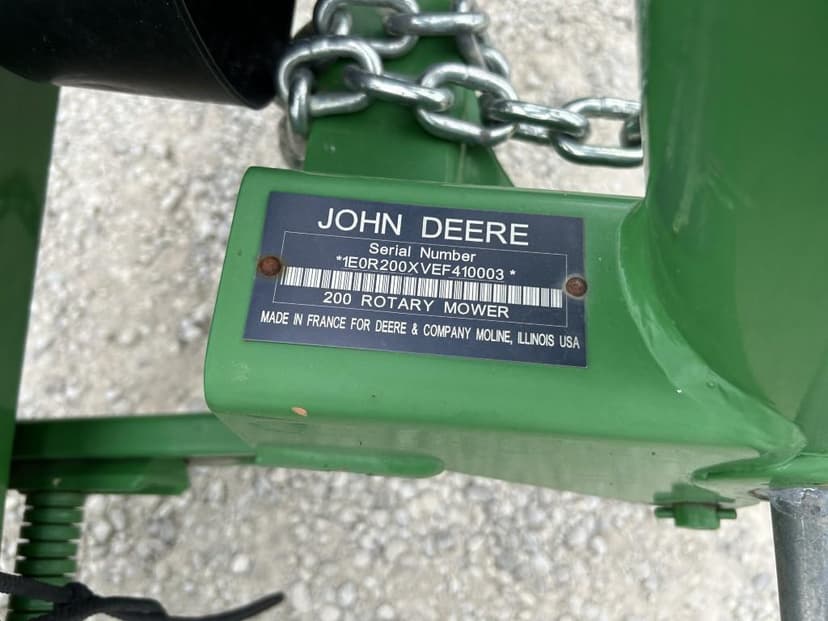 JOHN DEERE
Serial Number
*1E0R200XVEF410003 *
200 ROTARY MOWER
MADE IN FRANCE FOR DEERE & COMPANY MOLINE, ILLINOIS USA